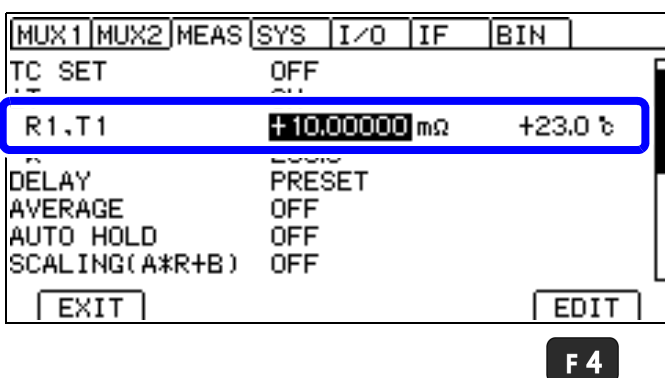 MUX1 MUX2 MEAS SYS I/O IF BIN
TC SET OFF
R1,T1 +10.00000 mΩ +23.0 ℃
DELAY PRESET
AVERAGE OFF
AUTO HOLD OFF
SCALING(A*R+B) OFF
EXIT EDIT
F 4